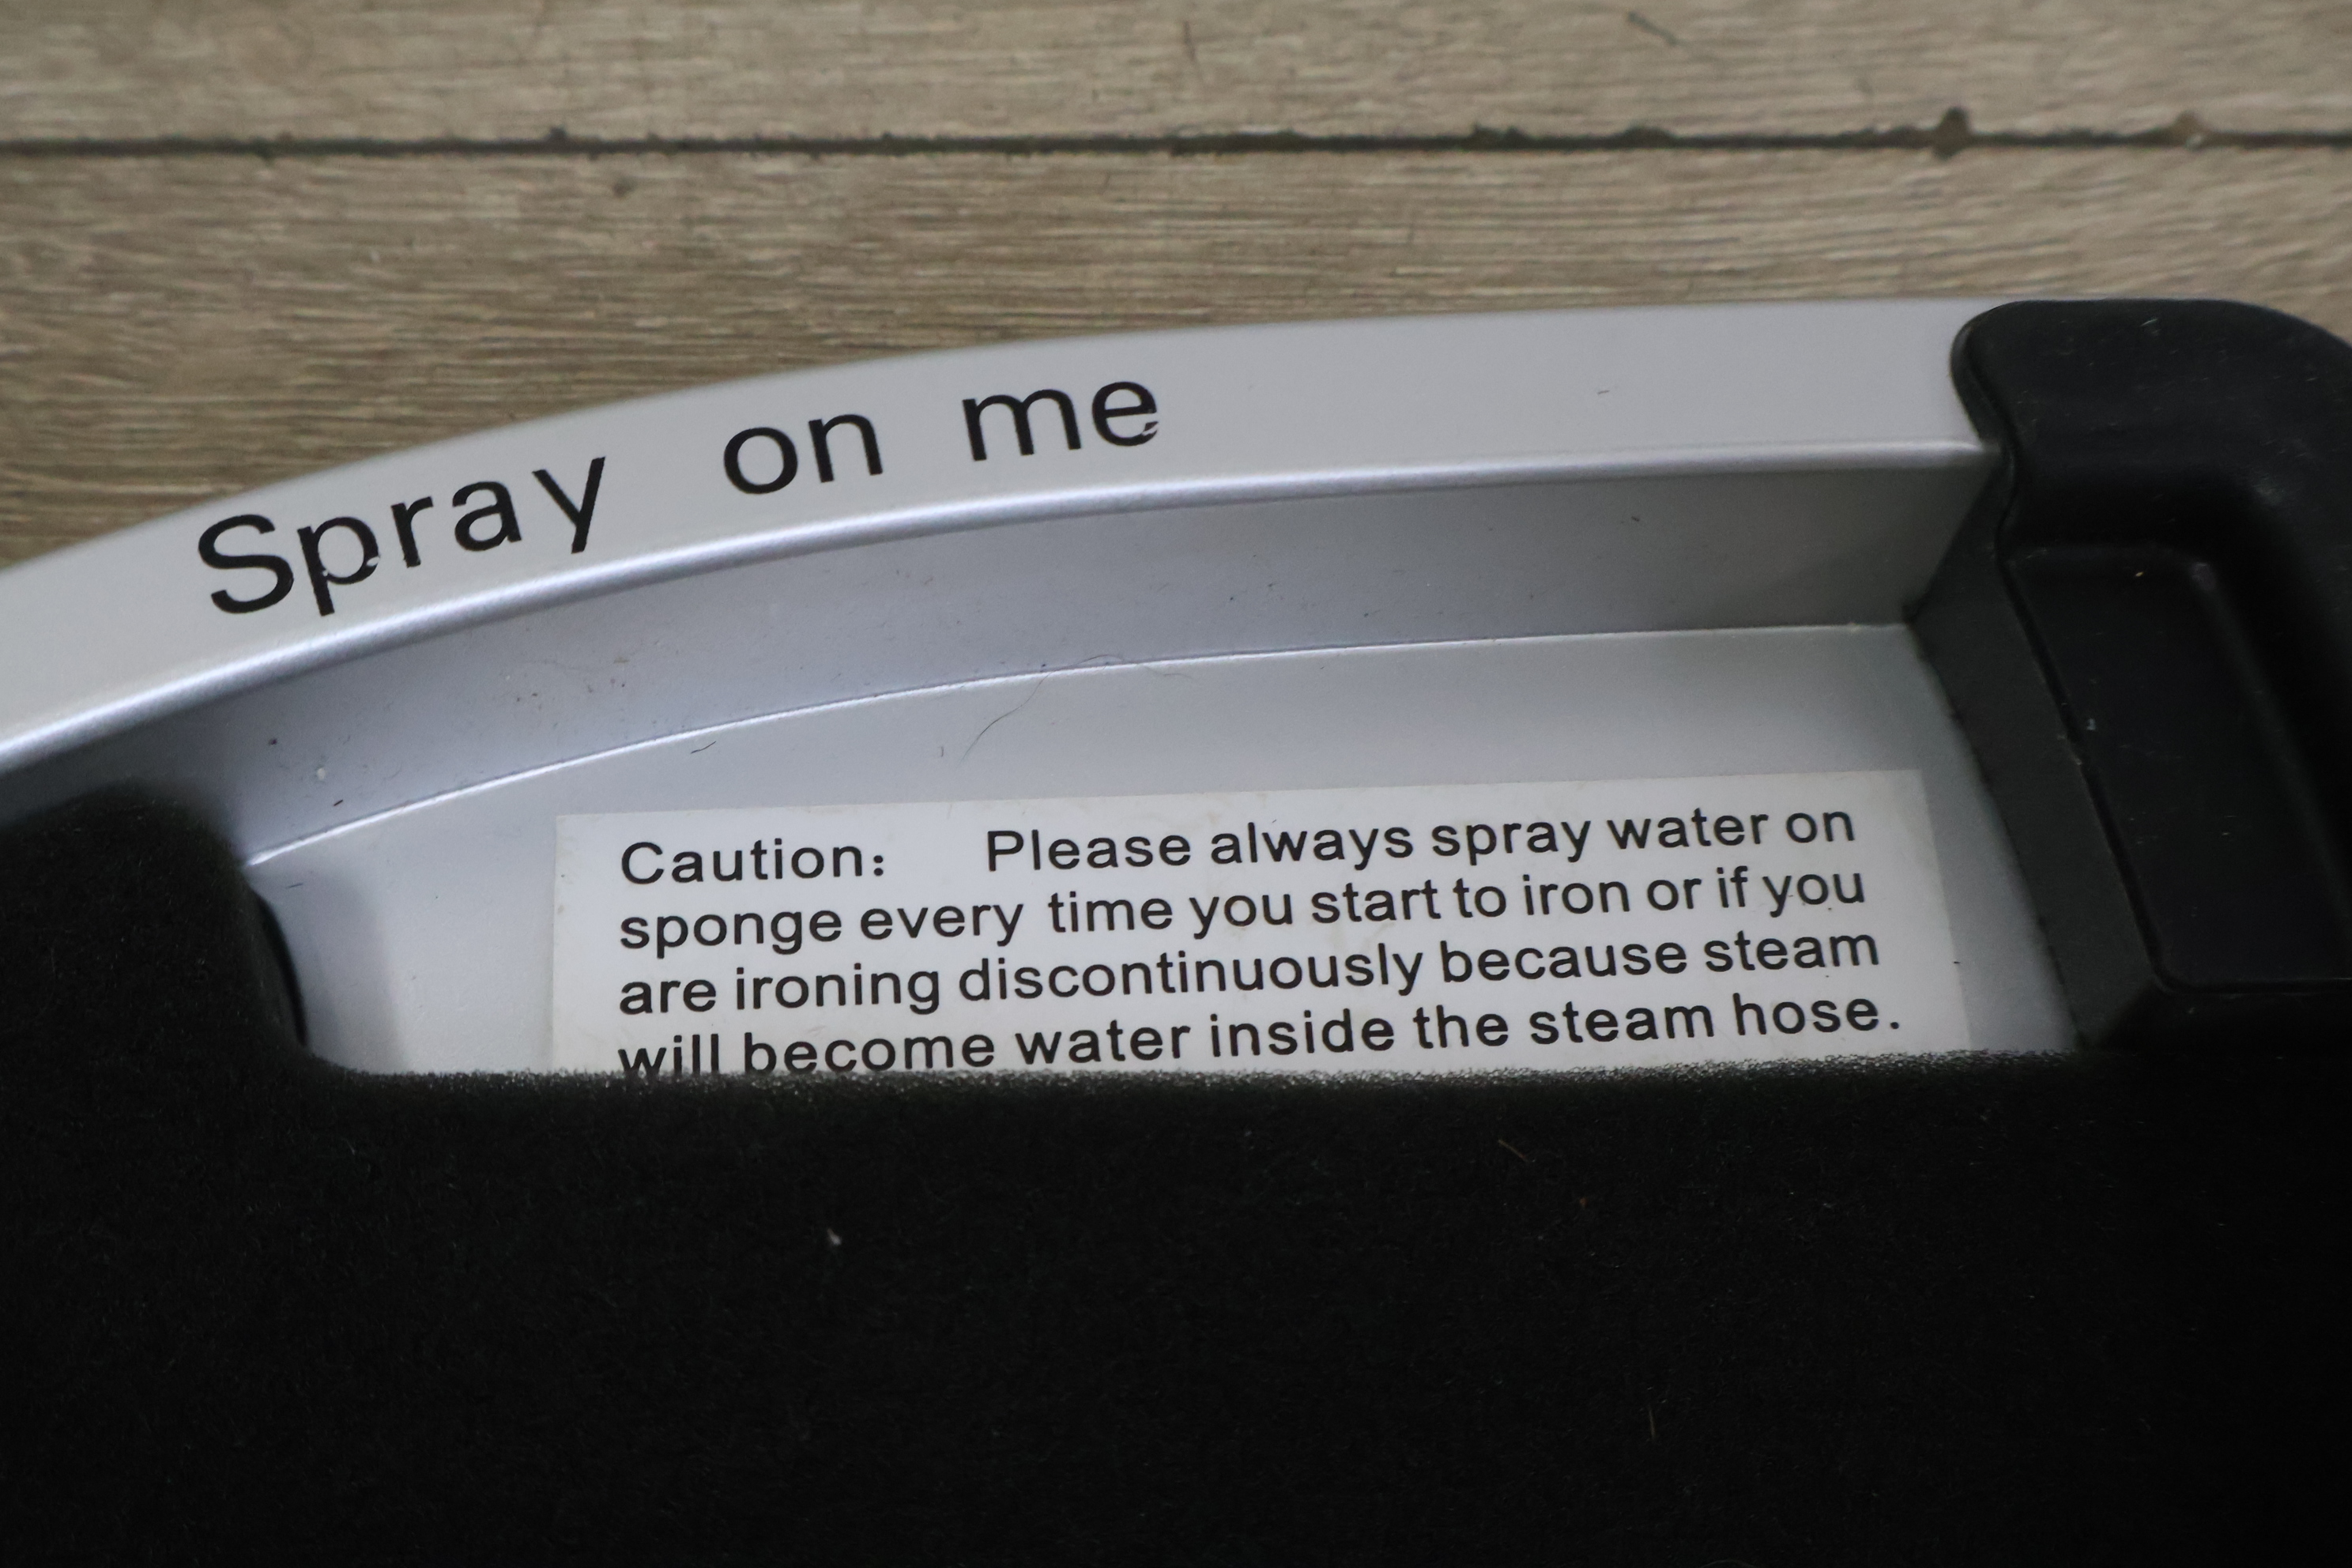 Spray on me
Caution: Please always spray water on
sponge every time you start to iron or if you
are ironing discontinuously because steam
will become water inside the steam hose.